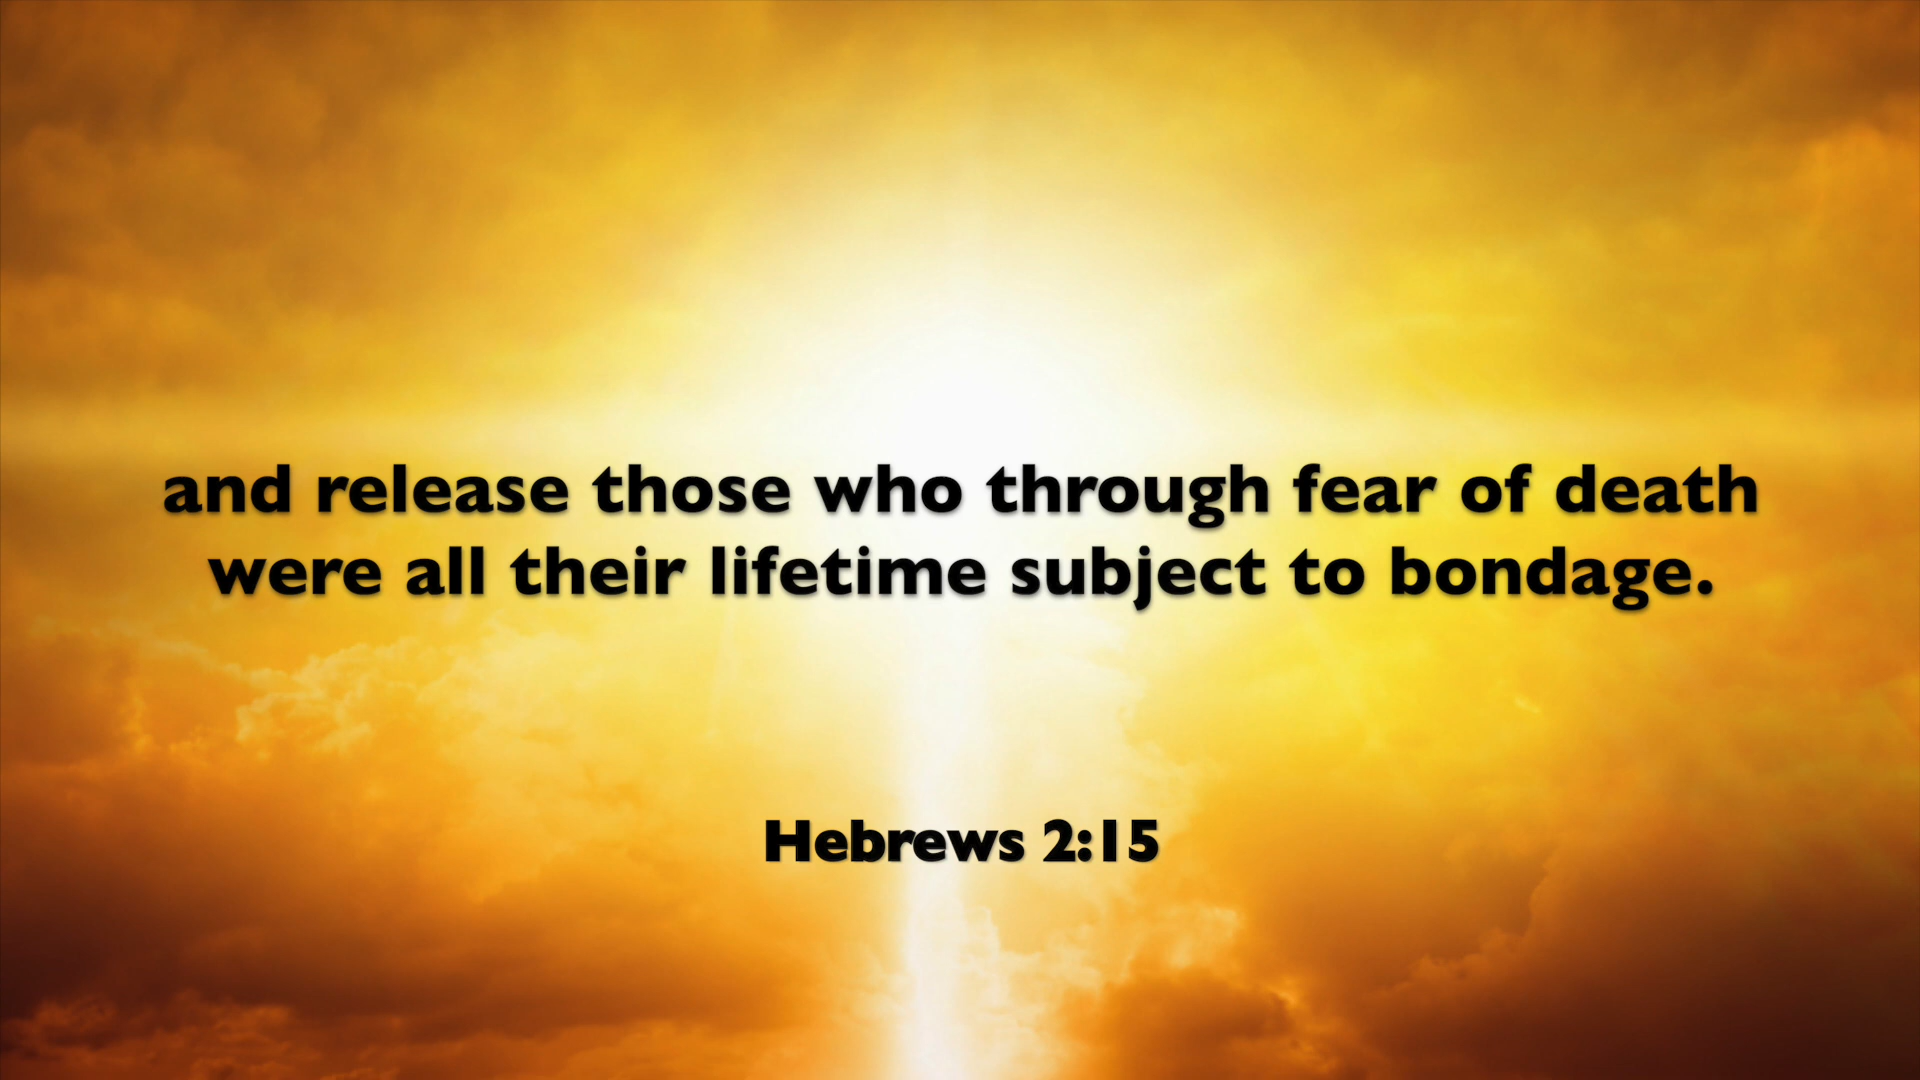 and release those who through fear of death
were all their lifetime subject to bondage.
Hebrews 2:15